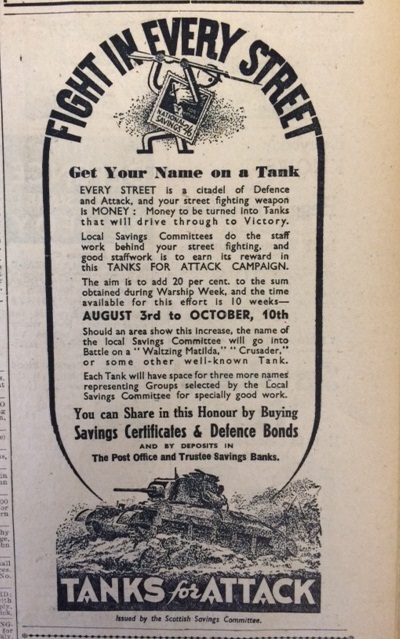 FIGHT IN EVERY STREET
NATIONAL
SAVINGS
Get Your Name on a Tank
EVERY STREET is a citadel of Defence
and Attack, and your street fighting weapon
is MONEY : Money to be turned into Tanks
that will drive through to Victory.
Local Savings Committees do the staff
work behind your street fighting, and
good staffwork is to earn its reward in
this TANKS FOR ATTACK CAMPAIGN.
The aim is to add 20 per cent. to the sum
obtained during Warship Week, and the time
available for this effort is 10 weeks—
AUGUST 3rd to OCTOBER, 10th
Should an area show this increase, the name of
the local Savings Committee will go into
Battle on a "Waltzing Matilda," "Crusader,"
or some other well-known Tank.
Each Tank will have space for three more names
representing Groups selected by the Local
Savings Committee for specially good work.
You can Share in this Honour by Buying
Savings Certificates & Defence Bonds
AND BY DEPOSITS IN
The Post Office and Trustee Savings Banks.
TANKS for ATTACK
Issued by the Scottish Savings Committee.